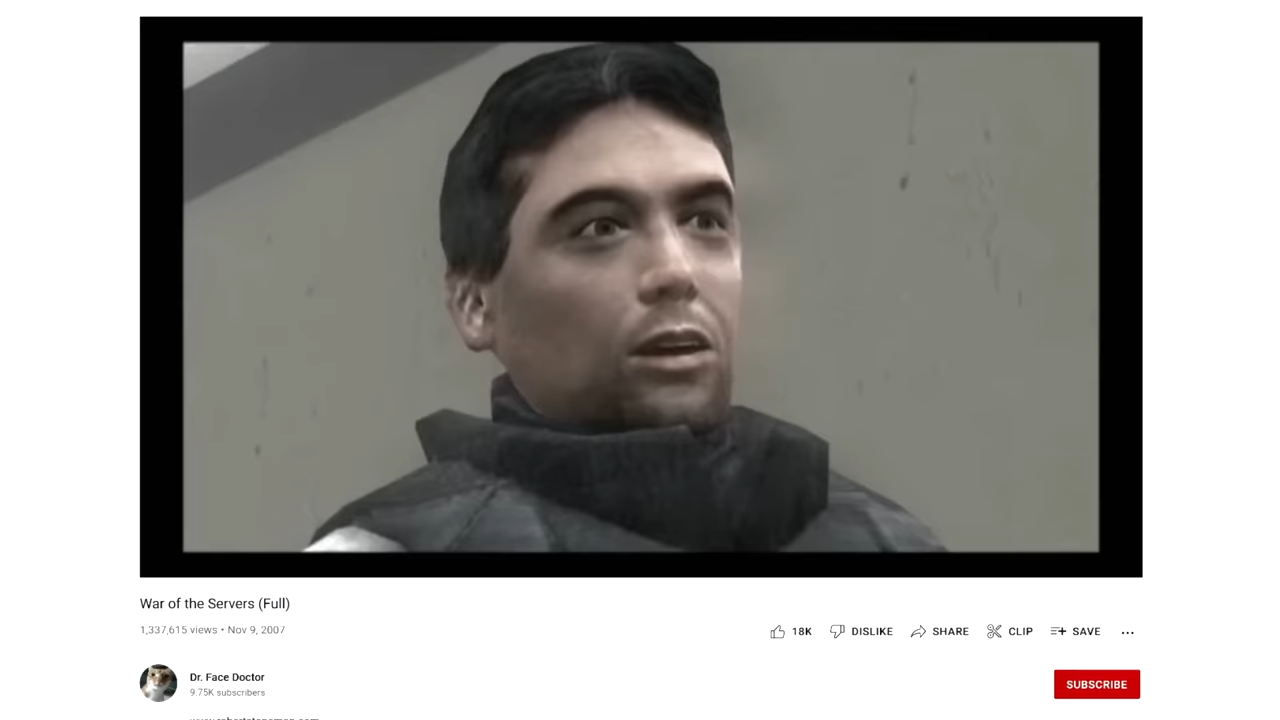 War of the Servers (Full)
1,337,615 views • Nov 9, 2007
18K DISLIKE SHARE CLIP SAVE ...
Dr. Face Doctor
9.75K subscribers
SUBSCRIBE